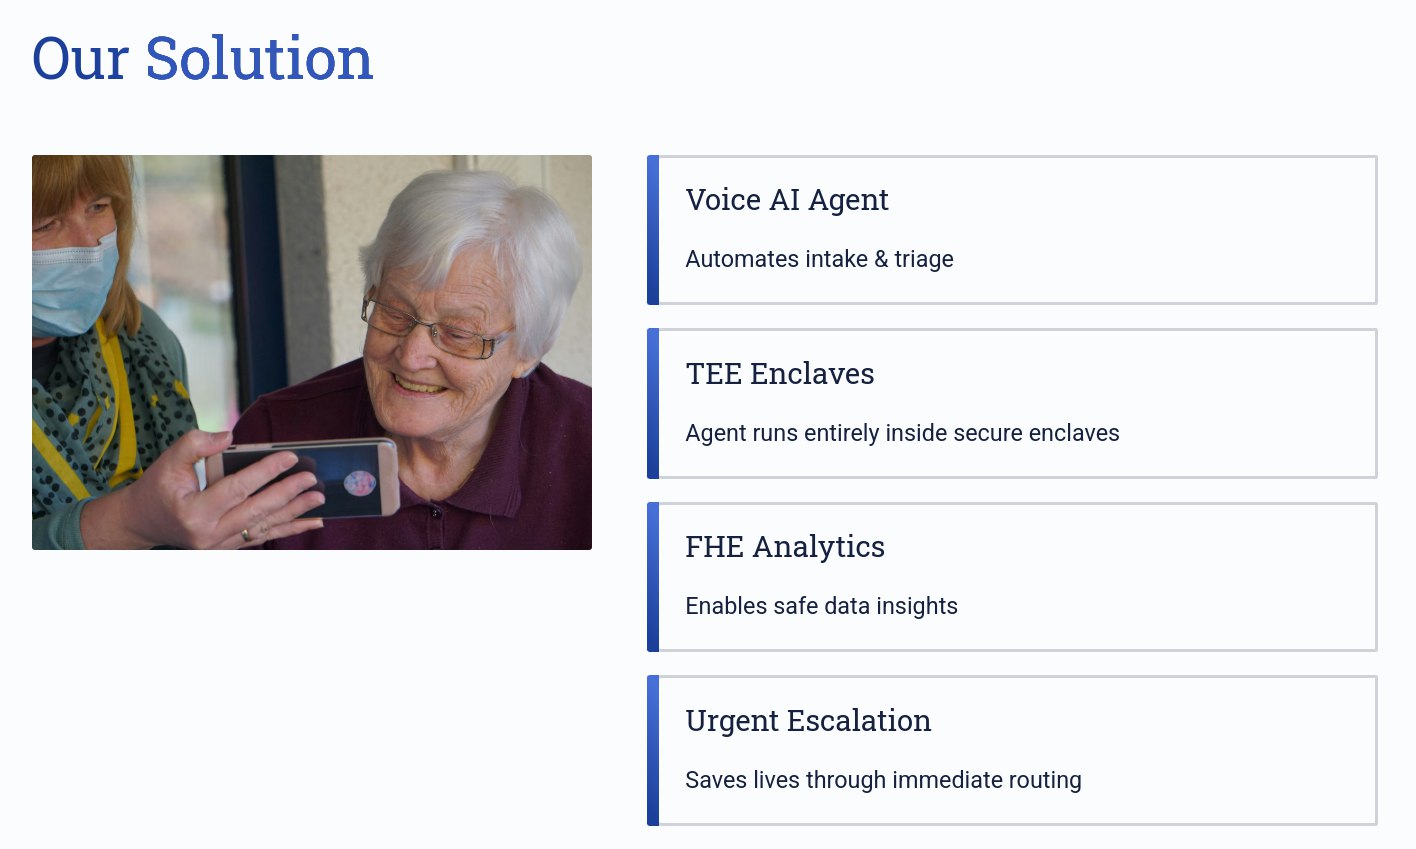 Our Solution
Voice AI Agent
Automates intake & triage
TEE Enclaves
Agent runs entirely inside secure enclaves
FHE Analytics
Enables safe data insights
Urgent Escalation
Saves lives through immediate routing